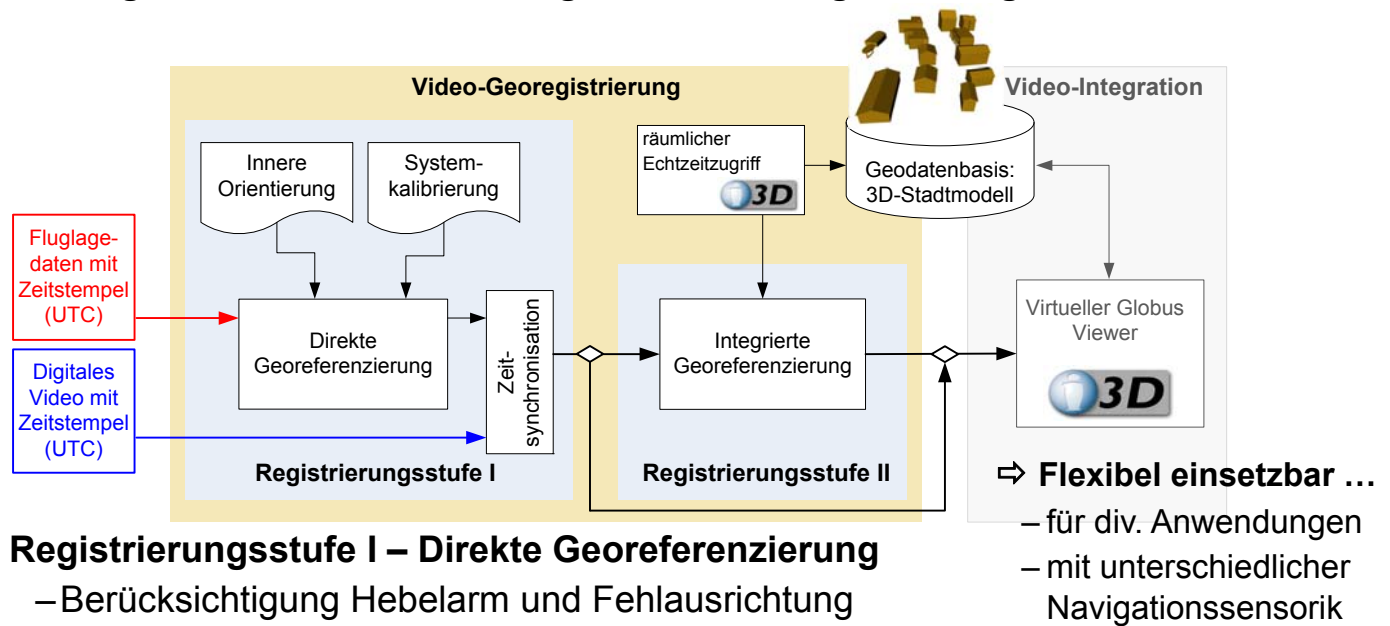 Video-Georegistrierung
Video-Integration
Innere
Orientierung
System-
kalibrierung
räumlicher
Echtzeitzugriff
3D
Geodatenbasis:
3D-Stadtmodell
Fluglage-
daten mit
Zeitstempel
(UTC)
Digitales
Video mit
Zeitstempel
(UTC)
Direkte
Georeferenzierung
Zeit-
synchronisation
Integrierte
Georeferenzierung
Virtueller Globus
Viewer
3D
Registrierungsstufe I
Registrierungsstufe II
⇨ Flexibel einsetzbar …
– für div. Anwendungen
– mit unterschiedlicher
Navigationssensorik
Registrierungsstufe I – Direkte Georeferenzierung
– Berücksichtigung Hebelarm und Fehlausrichtung